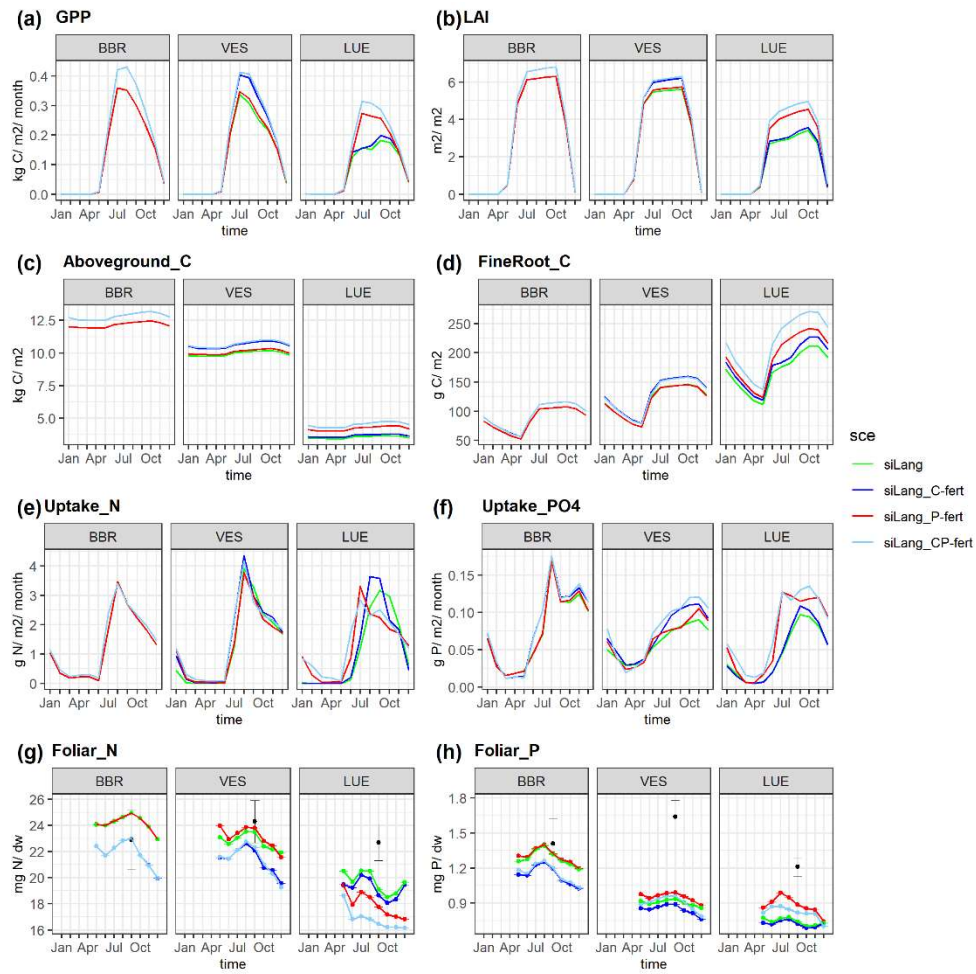 (a) GPP
BBR VES LUE
kg C/ m2/ month
0.4
0.3
0.2
0.1
0.0
Jan Apr Jul Oct Jan Apr Jul Oct Jan Apr Jul Oct
time
(b) LAI
BBR VES LUE
m2/ m2
6
4
2
0
Jan Apr Jul Oct Jan Apr Jul Oct Jan Apr Jul Oct
time
(c) Aboveground_C
BBR VES LUE
kg C/ m2
12.5
10.0
7.5
5.0
Jan Apr Jul Oct Jan Apr Jul Oct Jan Apr Jul Oct
time
(d) FineRoot_C
BBR VES LUE
g C/ m2
250
200
150
100
50
Jan Apr Jul Oct Jan Apr Jul Oct Jan Apr Jul Oct
time
sce
siLang
siLang_C-fert
siLang_P-fert
siLang_CP-fert
(e) Uptake_N
BBR VES LUE
g N/ m2/ month
4
3
2
1
0
Jan Apr Jul Oct Jan Apr Jul Oct Jan Apr Jul Oct
time
(f) Uptake_PO4
BBR VES LUE
g P/ m2/ month
0.15
0.10
0.05
0.00
Jan Apr Jul Oct Jan Apr Jul Oct Jan Apr Jul Oct
time
(g) Foliar_N
BBR VES LUE
mg N/ dw
26
24
22
20
18
16
Jan Apr Jul Oct Jan Apr Jul Oct Jan Apr Jul Oct
time
(h) Foliar_P
BBR VES LUE
mg P/ dw
1.8
1.5
1.2
0.9
Jan Apr Jul Oct Jan Apr Jul Oct Jan Apr Jul Oct
time